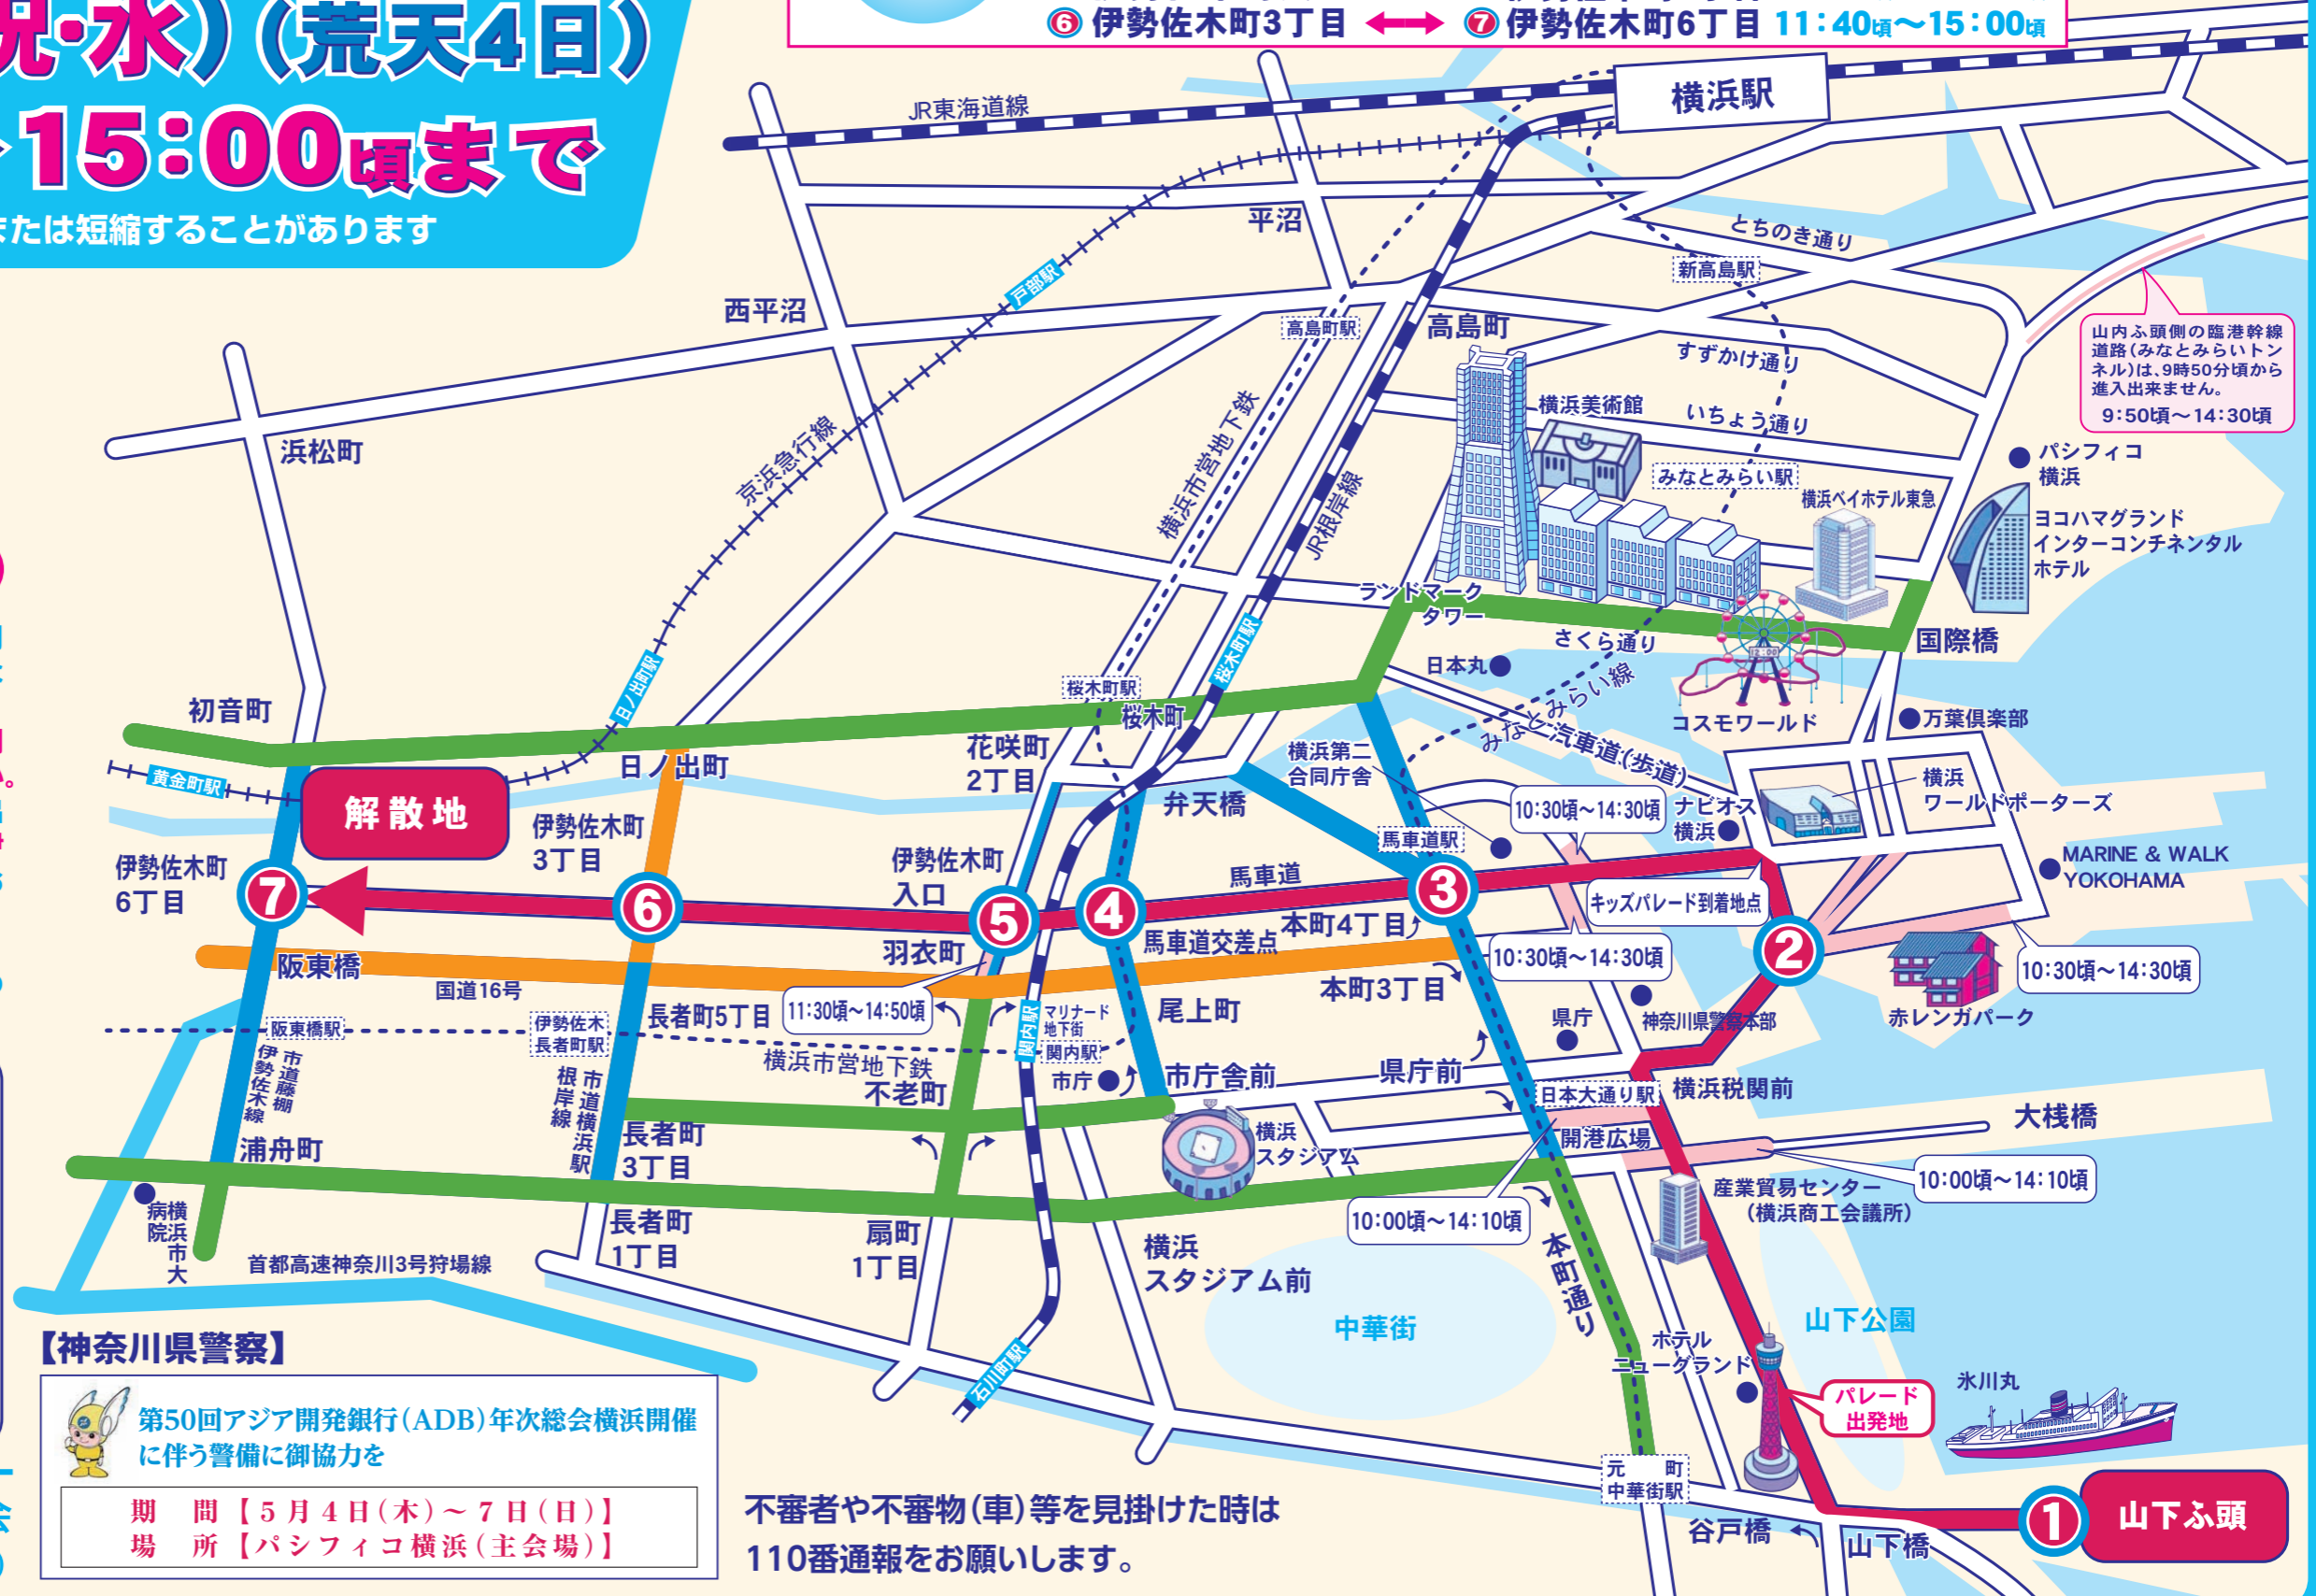 祝・水）（荒天4日）
15：00頃まで
または短縮することがあります
⑥ 伊勢佐木町3丁目 ⑦ 伊勢佐木町6丁目 11：40頃～15：00頃
横浜駅
JR東海道線
平沼
とちのき通り
新高島駅
戸部駅
西平沼
高島町駅
高島町
すずかけ通り
山内ふ頭側の臨港幹線
道路（みなとみらいトン
ネル）は、9時50分頃から
進入出来ません。
9：50頃～14：30頃
横浜美術館
いちょう通り
浜松町
京浜急行線
横浜市営地下鉄
JR根岸線
みなとみらい駅
パシフィコ
横浜
横浜ベイホテル東急
ヨコハマグランド
インターコンチネンタル
ホテル
ランドマーク
タワー
さくら通り
国際橋
日本丸
桜木町駅
日ノ出町駅
桜木町駅
桜木町
みなとみらい線
初音町
コスモワールド
万葉倶楽部
汽車道（歩道）
花咲町
2丁目
横浜第二
合同庁舎
日ノ出町
黄金町駅
解散地
弁天橋
10：30頃～14：30頃
ナビオス
横浜
横浜
ワールドポーターズ
伊勢佐木町
3丁目
馬車道駅
伊勢佐木町
6丁目
伊勢佐木町
入口
馬車道
MARINE & WALK
YOKOHAMA
キッズパレード到着地点
7
6
5
4
3
2
本町4丁目
馬車道交差点
羽衣町
10：30頃～14：30頃
10：30頃～14：30頃
阪東橋
国道16号
本町3丁目
長者町5丁目
11：30頃～14：50頃
マリナード
地下街
尾上町
県庁
神奈川県警察本部
赤レンガパーク
阪東橋駅
伊勢佐木
長者町駅
関内駅
関内駅
横浜市営地下鉄
市道藤棚
伊勢佐木線
市道横浜駅
根岸線
不老町
市庁
市庁舎前
県庁前
日本大通り駅
横浜税関前
大桟橋
開港広場
浦舟町
長者町
3丁目
横浜
スタジアム
10：00頃～14：10頃
産業貿易センター
（横浜商工会議所）
横浜市大
病院
長者町
1丁目
扇町
1丁目
10：00頃～14：10頃
横浜
スタジアム前
首都高速神奈川3号狩場線
本町通り
中華街
山下公園
ホテル
ニューグランド
石川町駅
パレード
出発地
氷川丸
元町
中華街駅
谷戸橋
山下橋
1
山下ふ頭
【神奈川県警察】
第50回アジア開発銀行（ADB）年次総会横浜開催
に伴う警備に御協力を
期　間【5月4日（木）～7日（日）】
場　所【パシフィコ横浜（主会場）】
不審者や不審物（車）等を見掛けた時は
110番通報をお願いします。